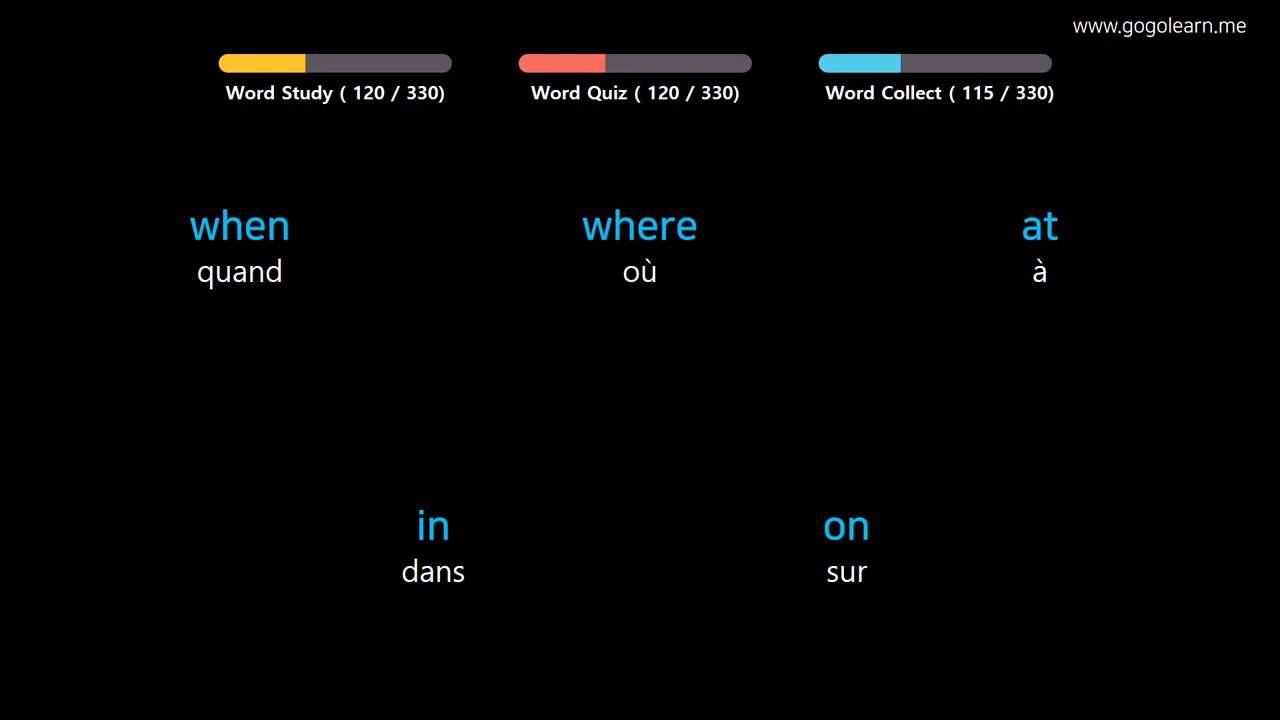 www.gogolearn.me
Word Study ( 120 / 330)
Word Quiz ( 120 / 330)
Word Collect ( 115 / 330)
when
quand
where
où
at
à
in
dans
on
sur